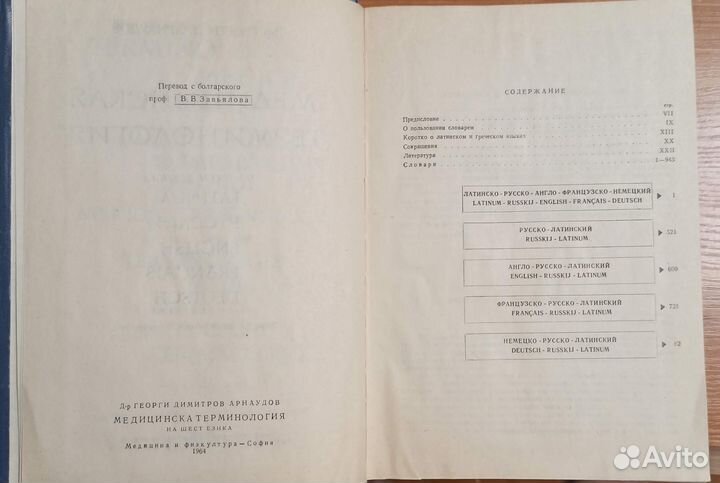 Перевод с болгарского
проф. В. В. Завьялова
Д-р ГЕОРГИ ДИМИТРОВ АРНАУДОВ
МЕДИЦИНСКА ТЕРМИНОЛОГИЯ
НА ШЕСТ ЕЗИКА
Медицина и физкултура — София
1964
СОДЕРЖАНИЕ
стр.
Предисловие VII
О пользовании словарем IX
Коротко о латинском и греческом языках XIII
Сокращения XX
Литература XXII
Словари 1—943
ЛАТИНСКО - РУССКО - АНГЛО - ФРАНЦУЗСКО - НЕМЕЦКИЙ 1
LATINUM - RUSSKIJ - ENGLISH - FRANÇAIS - DEUTSCH
РУССКО - ЛАТИНСКИЙ 521
RUSSKIJ - LATINUM
АНГЛО - РУССКО - ЛАТИНСКИЙ 609
ENGLISH - RUSSKIJ - LATINUM
ФРАНЦУЗСКО - РУССКО - ЛАТИНСКИЙ
FRANÇAIS - RUSSKIJ - LATINUM
НЕМЕЦКО - РУССКО - ЛАТИНСКИЙ
DEUTSCH - RUSSKIJ - LATINUM
Avito